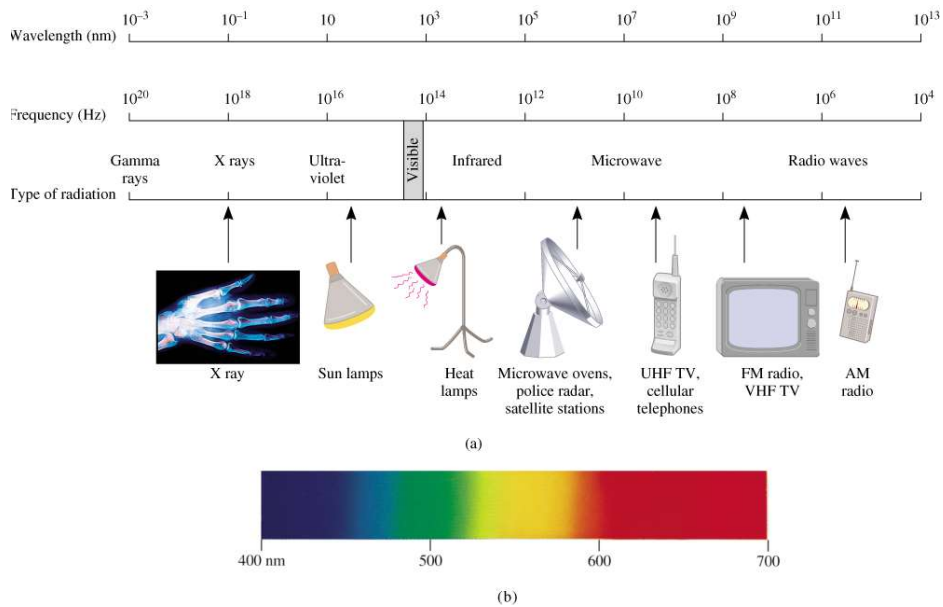 10⁻³ 10⁻¹ 10 10³ 10⁵ 10⁷ 10⁹ 10¹¹ 10¹³
Wavelength (nm)
10²⁰ 10¹⁸ 10¹⁶ 10¹⁴ 10¹² 10¹⁰ 10⁸ 10⁶ 10⁴
Frequency (Hz)
Gamma rays
X rays
Ultra-
violet
Visible
Infrared
Microwave
Radio waves
Type of radiation
X ray
Sun lamps
Heat
lamps
Microwave ovens,
police radar,
satellite stations
UHF TV,
cellular
telephones
FM radio,
VHF TV
AM
radio
(a)
400 nm 500 600 700
(b)